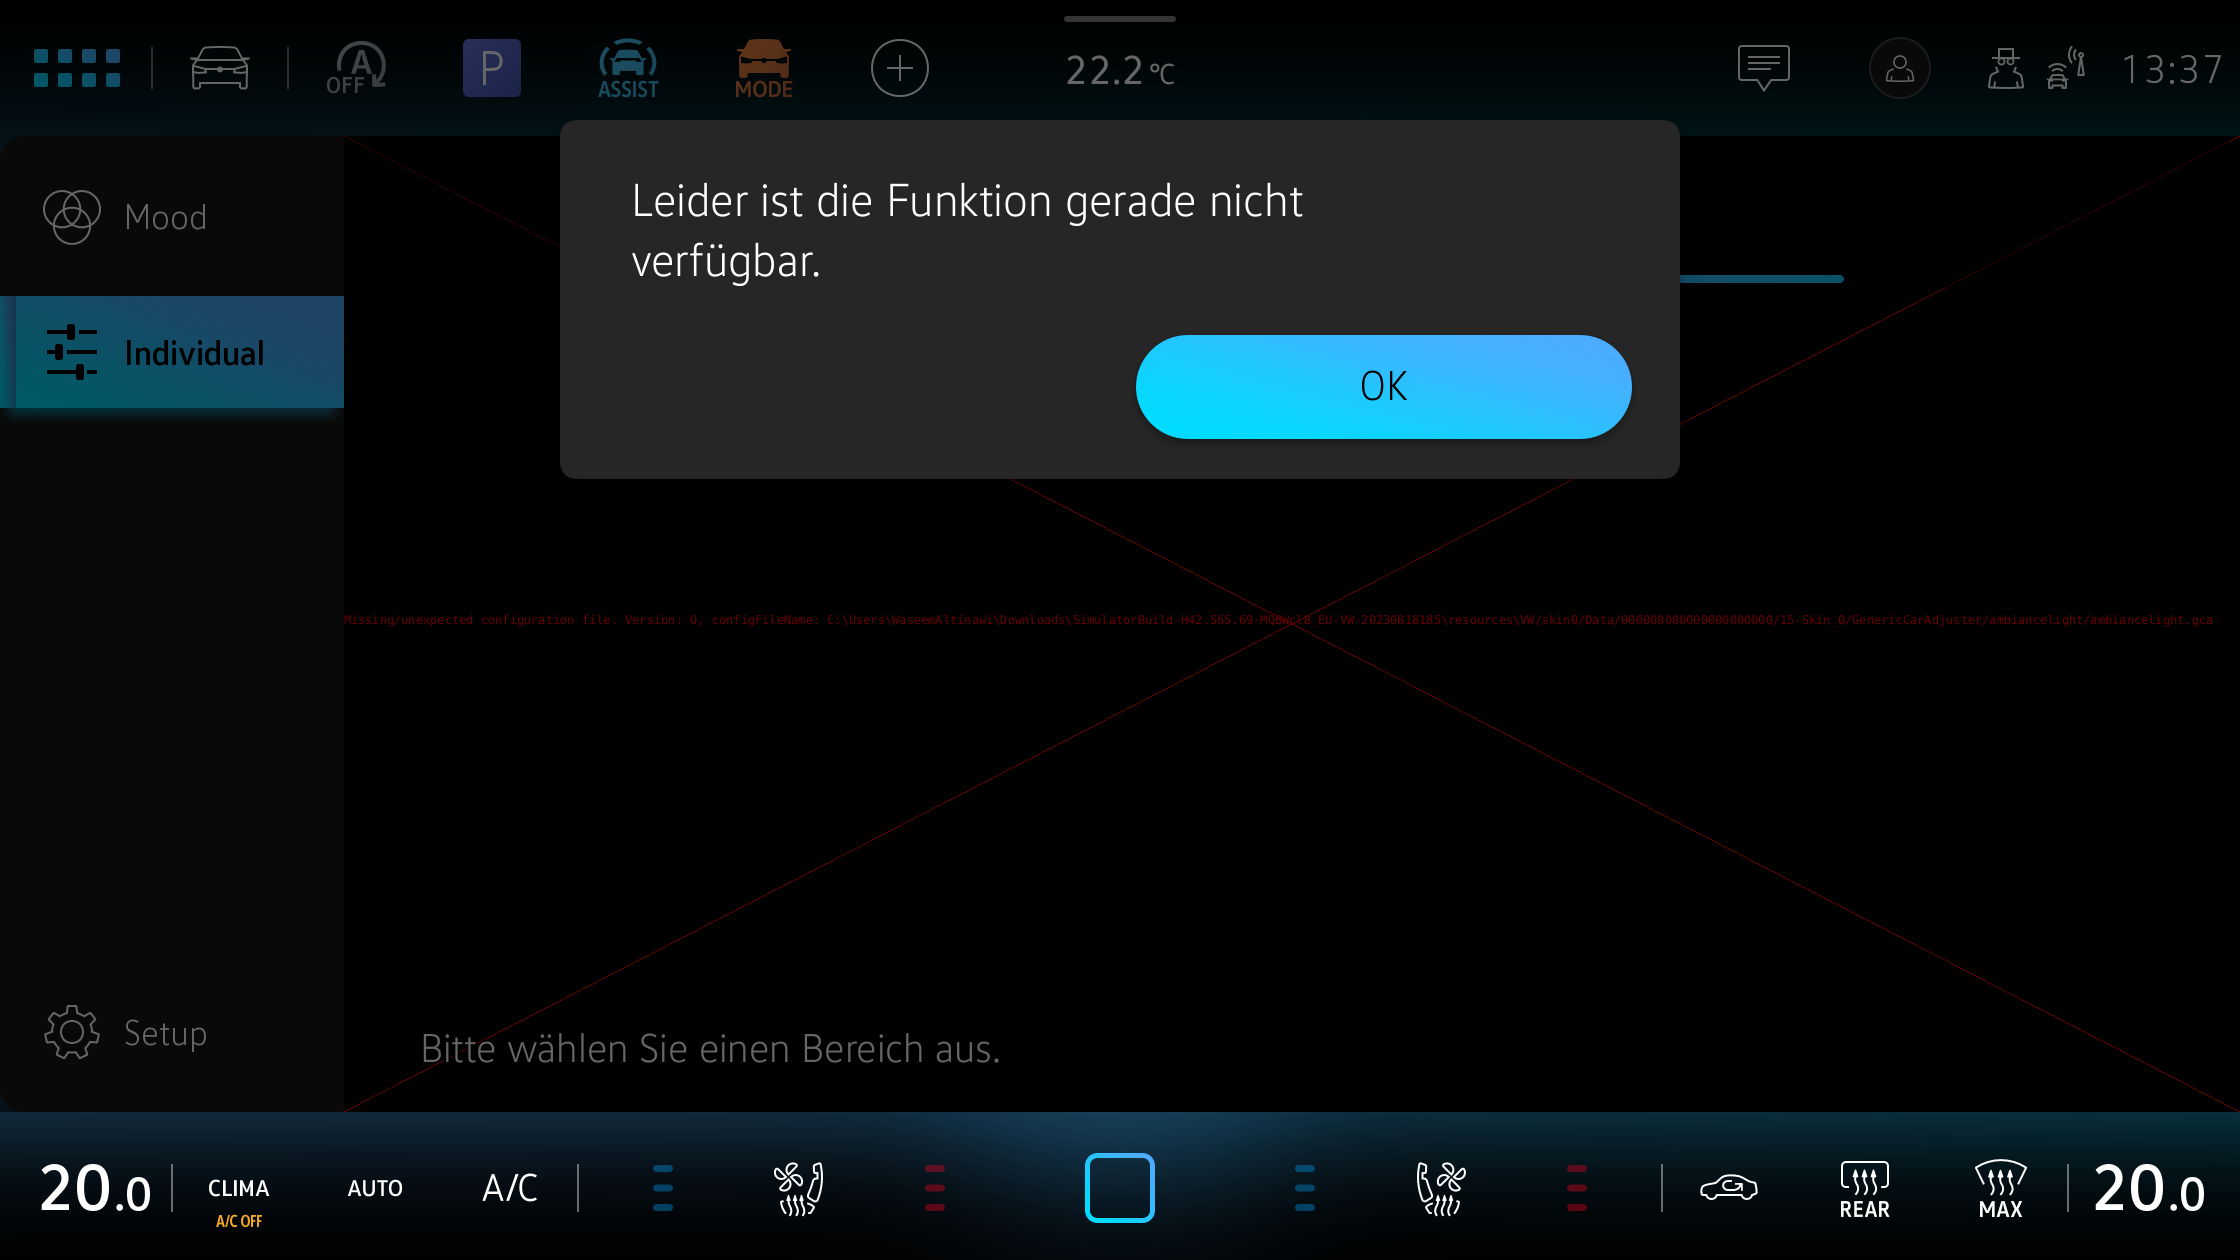 A
OFF
P
ASSIST
MODE
22.2°C
13:37
Mood
Leider ist die Funktion gerade nicht
verfügbar.
OK
Individual
Missing/unexpected configuration file. Version: 0, configFileName: C:\Users\WaseemAltinawi\Downloads\SimulatorBuild-H42.565.69-MQBWclB_EU-VW-20230818185\resources\VW/skin0/Data/000000000000000000000/15-Skin_0/GenericCarAdjuster/ambiancelight/ambiancelight.gca
Bitte wählen Sie einen Bereich aus.
Setup
20.0
CLIMA
A/C OFF
AUTO
A/C
REAR
MAX
20.0